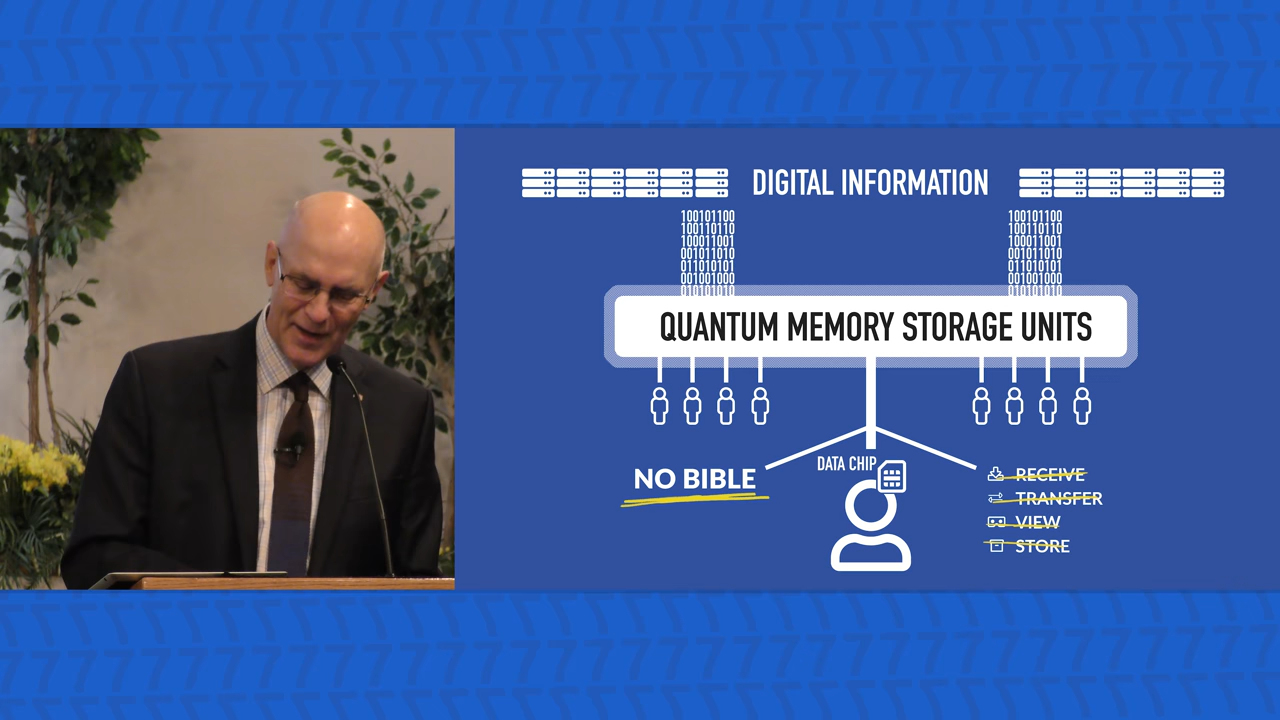 DIGITAL INFORMATION
100101100
100110110
100011001
001011010
011010101
001001000
010101010
100101100
100110110
100011001
001011010
011010101
001001000
010101010
QUANTUM MEMORY STORAGE UNITS
DATA CHIP
NO BIBLE
RECEIVE
TRANSFER
VIEW
STORE